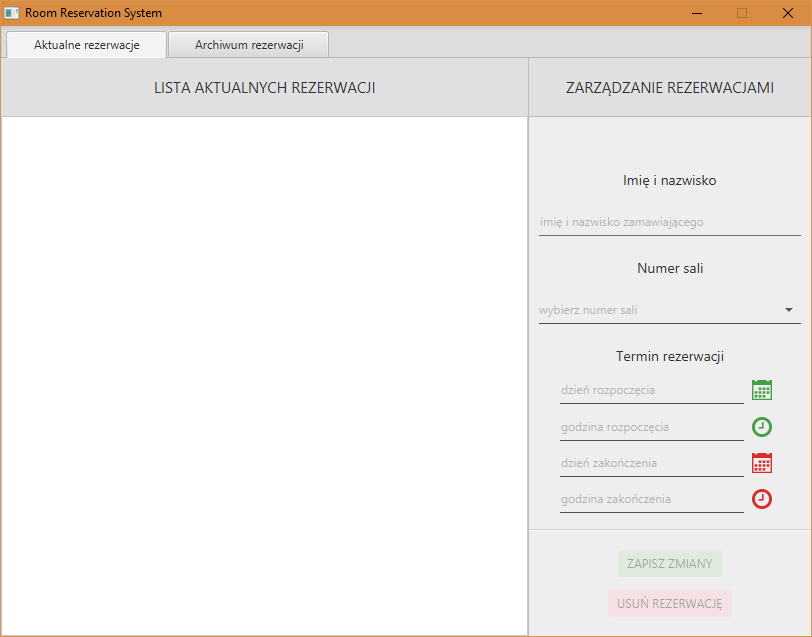 Room Reservation System
Aktualne rezerwacje
Archiwum rezerwacji
LISTA AKTUALNYCH REZERWACJI
ZARZĄDZANIE REZERWACJAMI
Imię i nazwisko
imię i nazwisko zamawiającego
Numer sali
wybierz numer sali
Termin rezerwacji
dzień rozpoczęcia
godzina rozpoczęcia
dzień zakończenia
godzina zakończenia
ZAPISZ ZMIANY
USUŃ REZERWACJĘ